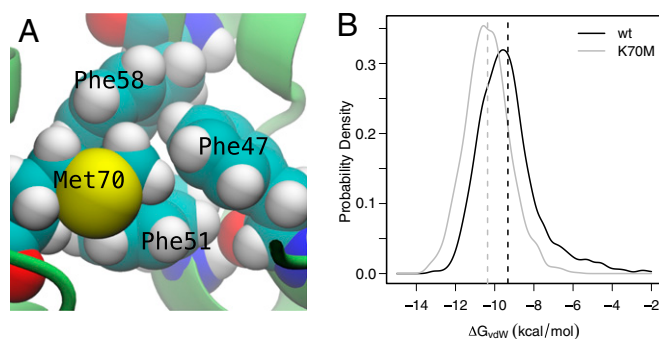 A
Phe58
Phe47
Met70
Phe51
B
wt
K70M
Probability Density
0.3
0.2
0.1
0.0
−14 −12 −10 −8 −6 −4 −2
ΔGvdW (kcal/mol)